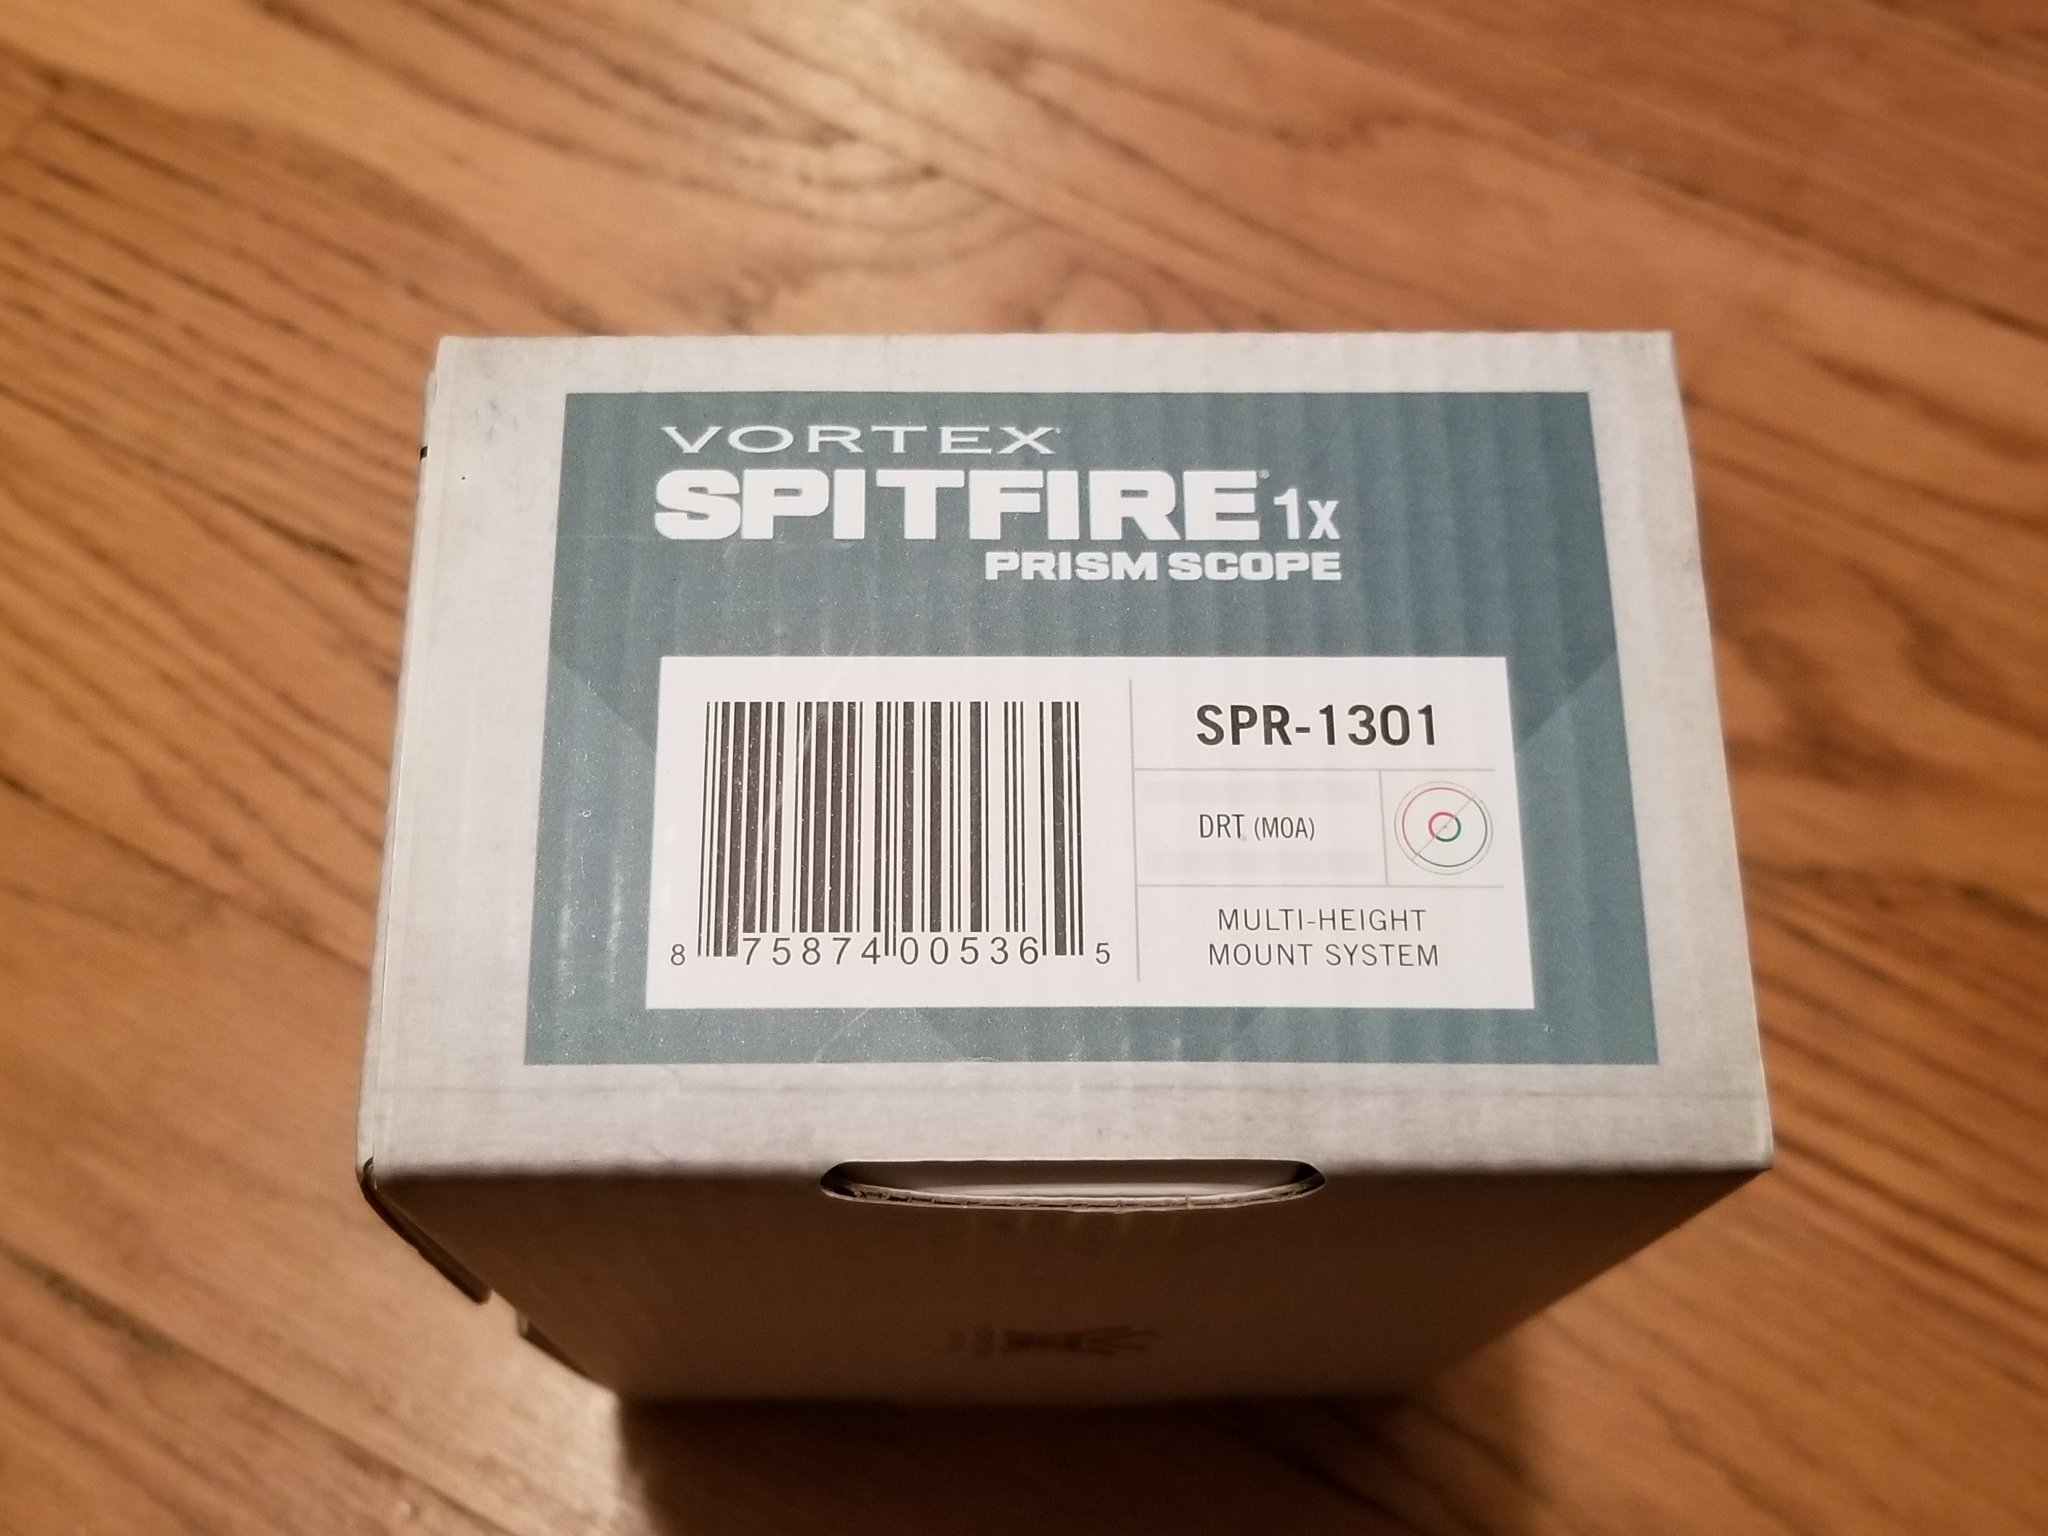 VORTEX
SPITFIRE® 1x
PRISM SCOPE
SPR-1301
DRT (MOA)
MULTI-HEIGHT
MOUNT SYSTEM
8 75874 00536 5